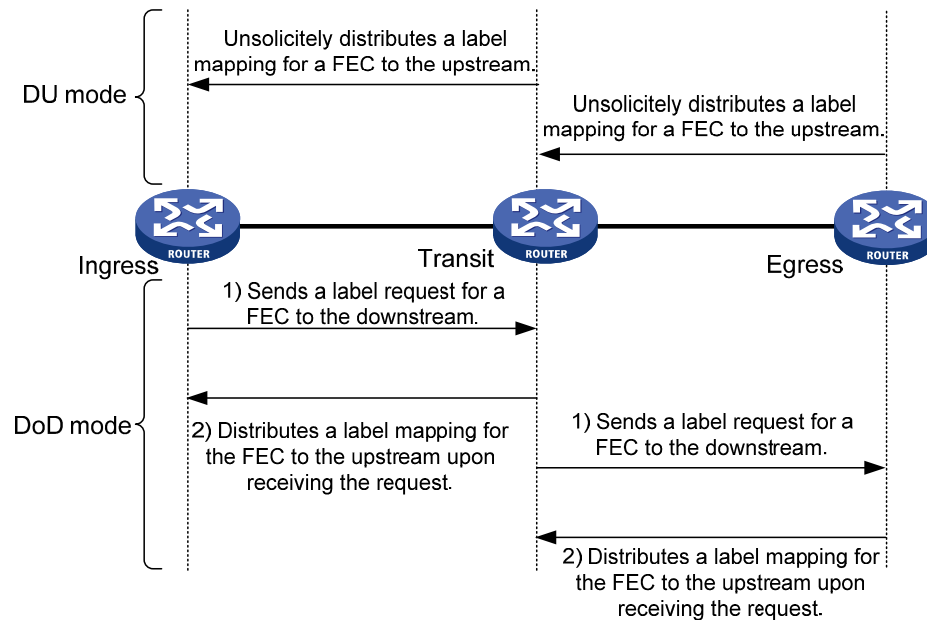 Unsolicitely distributes a label
mapping for a FEC to the upstream.
DU mode
Unsolicitely distributes a label
mapping for a FEC to the upstream.
ROUTER
ROUTER
ROUTER
Ingress
Transit
Egress
1) Sends a label request for a
FEC to the downstream.
DoD mode
2) Distributes a label mapping for
the FEC to the upstream upon
receiving the request.
1) Sends a label request for a
FEC to the downstream.
2) Distributes a label mapping for
the FEC to the upstream upon
receiving the request.